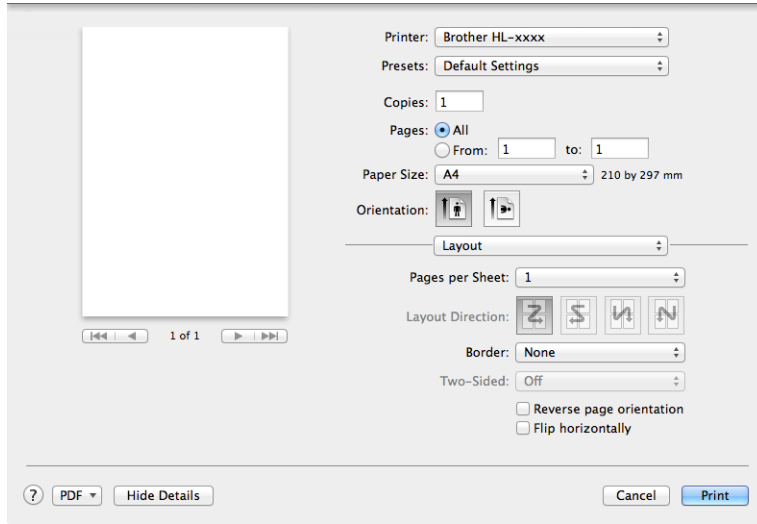 Printer: Brother HL-xxxx
Presets: Default Settings
Copies: 1
Pages: All
From: 1 to: 1
Paper Size: A4 210 by 297 mm
Orientation:
Layout
Pages per Sheet: 1
Layout Direction:
1 of 1
Border: None
Two-Sided: Off
Reverse page orientation
Flip horizontally
? PDF Hide Details Cancel Print